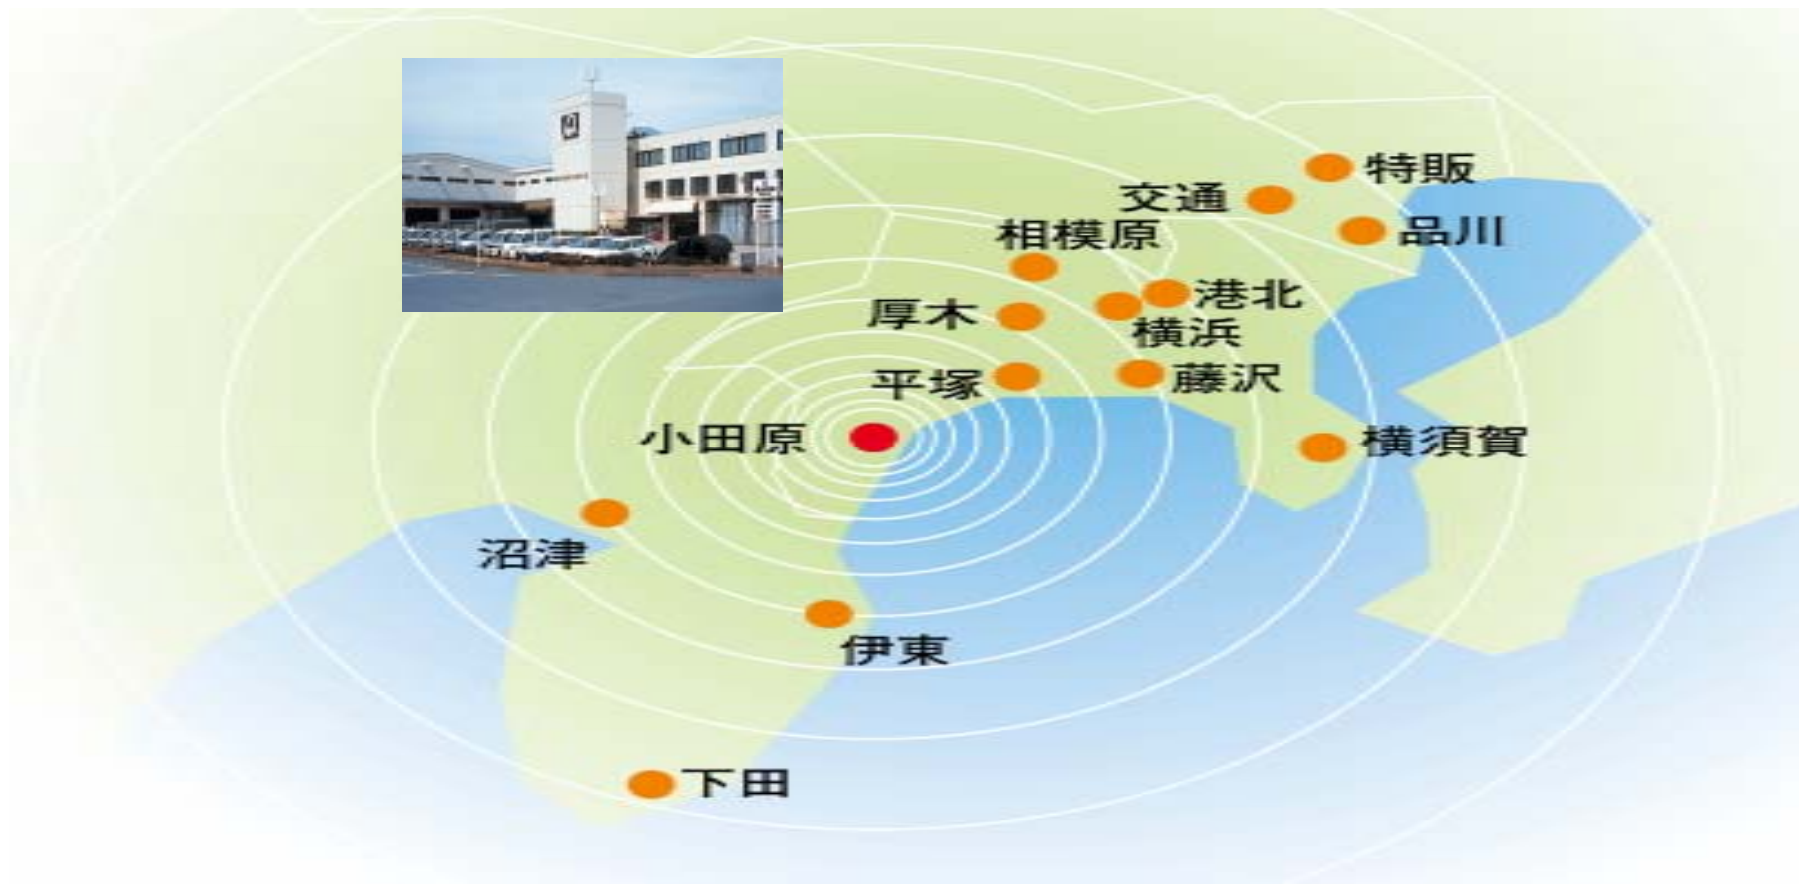 特販
交通
品川
相模原
港北
厚木
横浜
平塚
藤沢
小田原
横須賀
沼津
伊東
下田